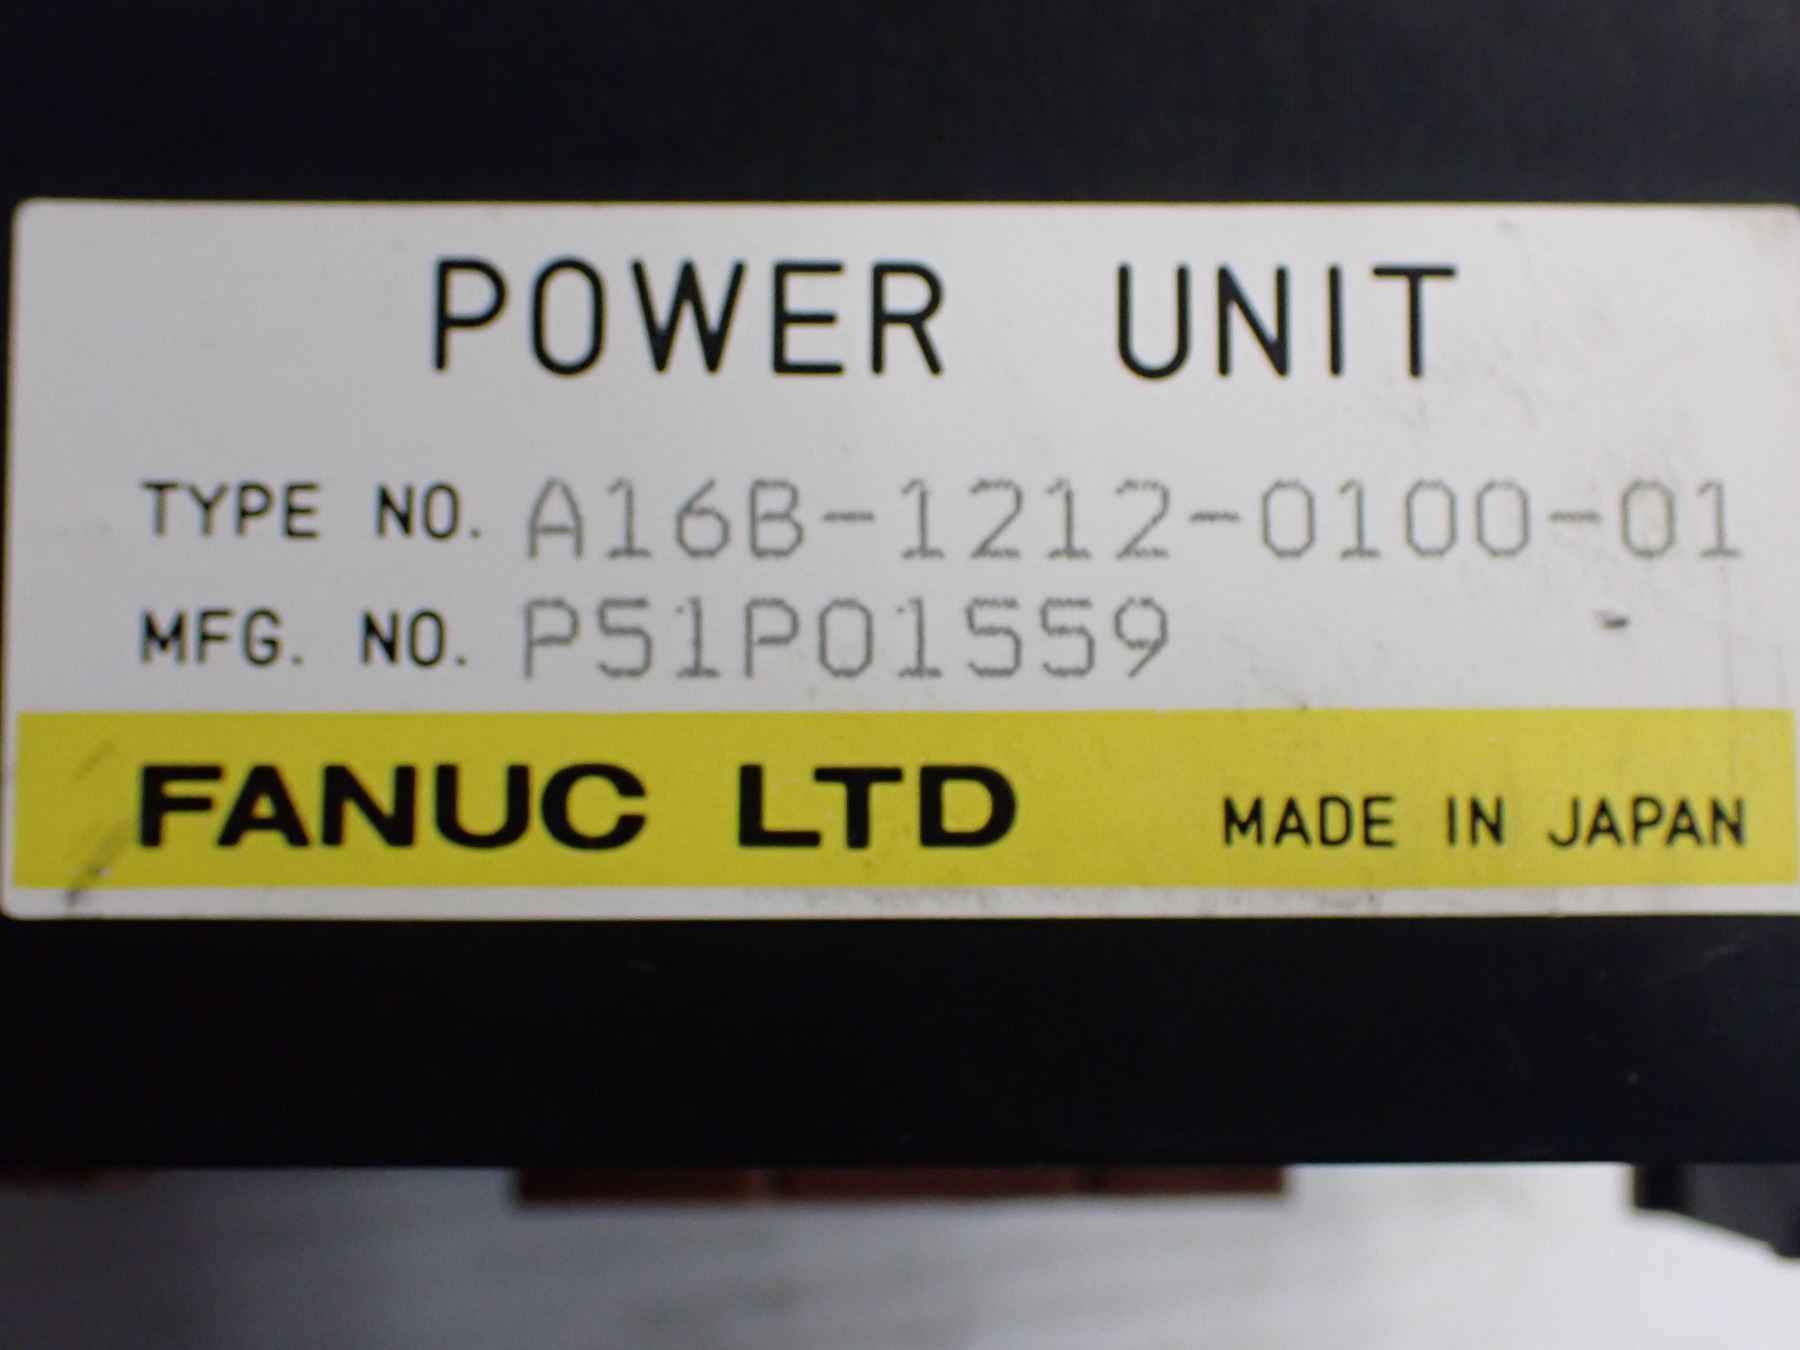 POWER UNIT
TYPE NO. A16B-1212-0100-01
MFG. NO. P51P01559
FANUC LTD MADE IN JAPAN